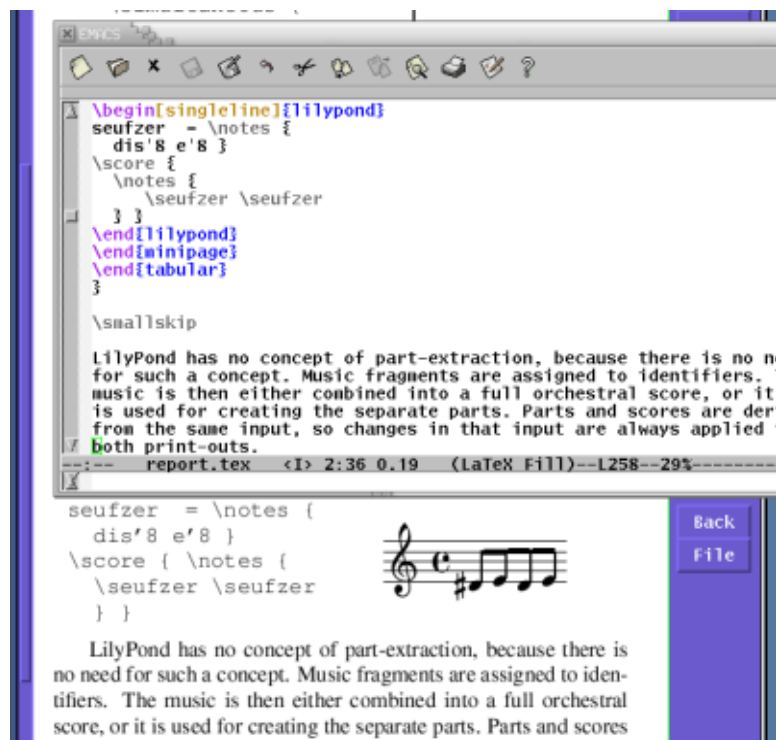 EMACS
\begin[singleline]{lilypond}
seufzer = \notes {
dis'8 e'8 }
\score {
\notes {
\seufzer \seufzer
} }
\end{lilypond}
\end{minipage}
\end{tabular}
}
\smallskip
LilyPond has no concept of part-extraction, because there is no
for such a concept. Music fragments are assigned to identifiers.
music is then either combined into a full orchestral score, or it
is used for creating the separate parts. Parts and scores are
from the same input, so changes in that input are always applied
both print-outs.
--:-- report.tex <I> 2:36 0.19 (LaTeX Fill)--L258--29%--------
seufzer = \notes {
dis'8 e'8 }
\score { \notes {
\seufzer \seufzer
} }
Back
File
LilyPond has no concept of part-extraction, because there is
no need for such a concept. Music fragments are assigned to iden-
tifiers. The music is then either combined into a full orchestral
score, or it is used for creating the separate parts. Parts and scores